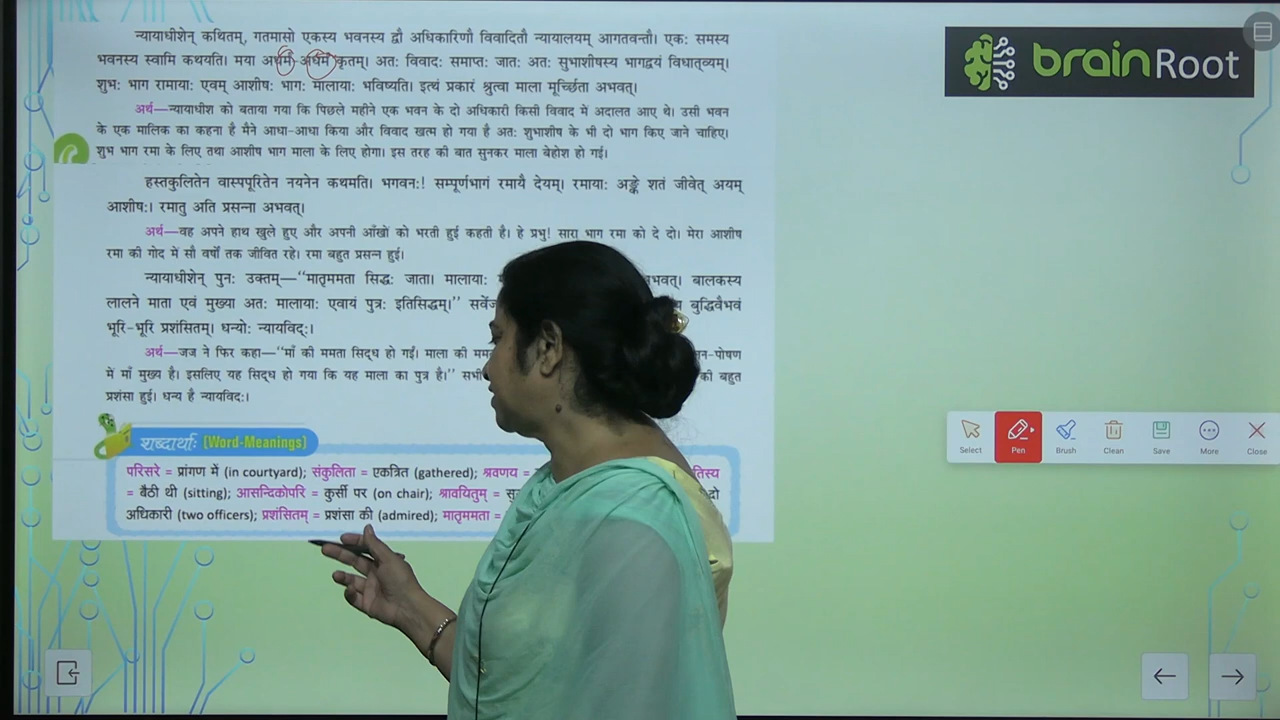 न्यायाधीशेन् कथितम्, गतमासो एकस्य भवनस्य द्वौ अधिकारिणौ विवादितौ न्यायालयम् आगतवन्तौ। एक: समस्य
भवनस्य स्वामि कथयति। मया अर्धम् अर्धम् कृतम्। अत: विवाद: समाप्त: जात: अत: सुभाशीषस्य भागद्वयं विधातव्यम्।
शुभ: भाग रामाया: एवम् आशीष: भाग: मालाया: भविष्यति। इत्थं प्रकारं श्रुत्वा माला मूर्च्छिता अभवत्।
अर्थ—न्यायाधीश को बताया गया कि पिछले महीने एक भवन के दो अधिकारी किसी विवाद में अदालत आए थे। उसी भवन
के एक मालिक का कहना है मैने आधा-आधा किया और विवाद खत्म हो गया है अत: शुभाशीष के भी दो भाग किए जाने चाहिए।
शुभ भाग रमा के लिए तथा आशीष भाग माला के लिए होगा। इस तरह की बात सुनकर माला बेहोश हो गई।
हस्तकुलितेन वास्पपूरितेन नयनेन कथमति। भगवन:! सम्पूर्णभागं रमायै देयम्। रमाया: अङ्के शतं जीवेत् अयम्
आशीष:। रमातु अति प्रसन्ना अभवत्।
अर्थ—वह अपने हाथ खुले हुए और अपनी आँखों को भरती हुई कहती है। हे प्रभु! सारा भाग रमा को दे दो। मेरा आशीष
रमा की गोद में सौ वर्षों तक जीवित रहे। रमा बहुत प्रसन्न हुई।
न्यायाधीशेन् पुन: उक्तम्—“मातृममता सिद्ध: जाता। मालाया: भवत्। बालकस्य
लालने माता एवं मुख्या अत: मालाया: एवायं पुत्र: इतिसिद्धम्।” बुद्धिवैभवं
भूरि-भूरि प्रशंसितम्। धन्यो: न्यायविद्:।
अर्थ—जज ने फिर कहा—“माँ की ममता सिद्ध हो गई। माला की न-पोषण
में माँ मुख्य है। इसलिए यह सिद्ध हो गया कि यह माला का पुत्र है।” सभी की बहुत
प्रशंसा हुई। धन्य है न्यायविद:।
शब्दार्था: (Word-Meanings)
परिसरे = प्रांगण में (in courtyard); संकुलिता = एकत्रित (gathered); श्रवणय =
= बैठी थी (sitting); आसन्दिकोपरि = कुर्सी पर (on chair); श्रावयितुम् = दो
अधिकारी (two officers); प्रशंसितम् = प्रशंसा की (admired); मातृममता =
brainRoot
Select Pen Brush Clean Save More Close